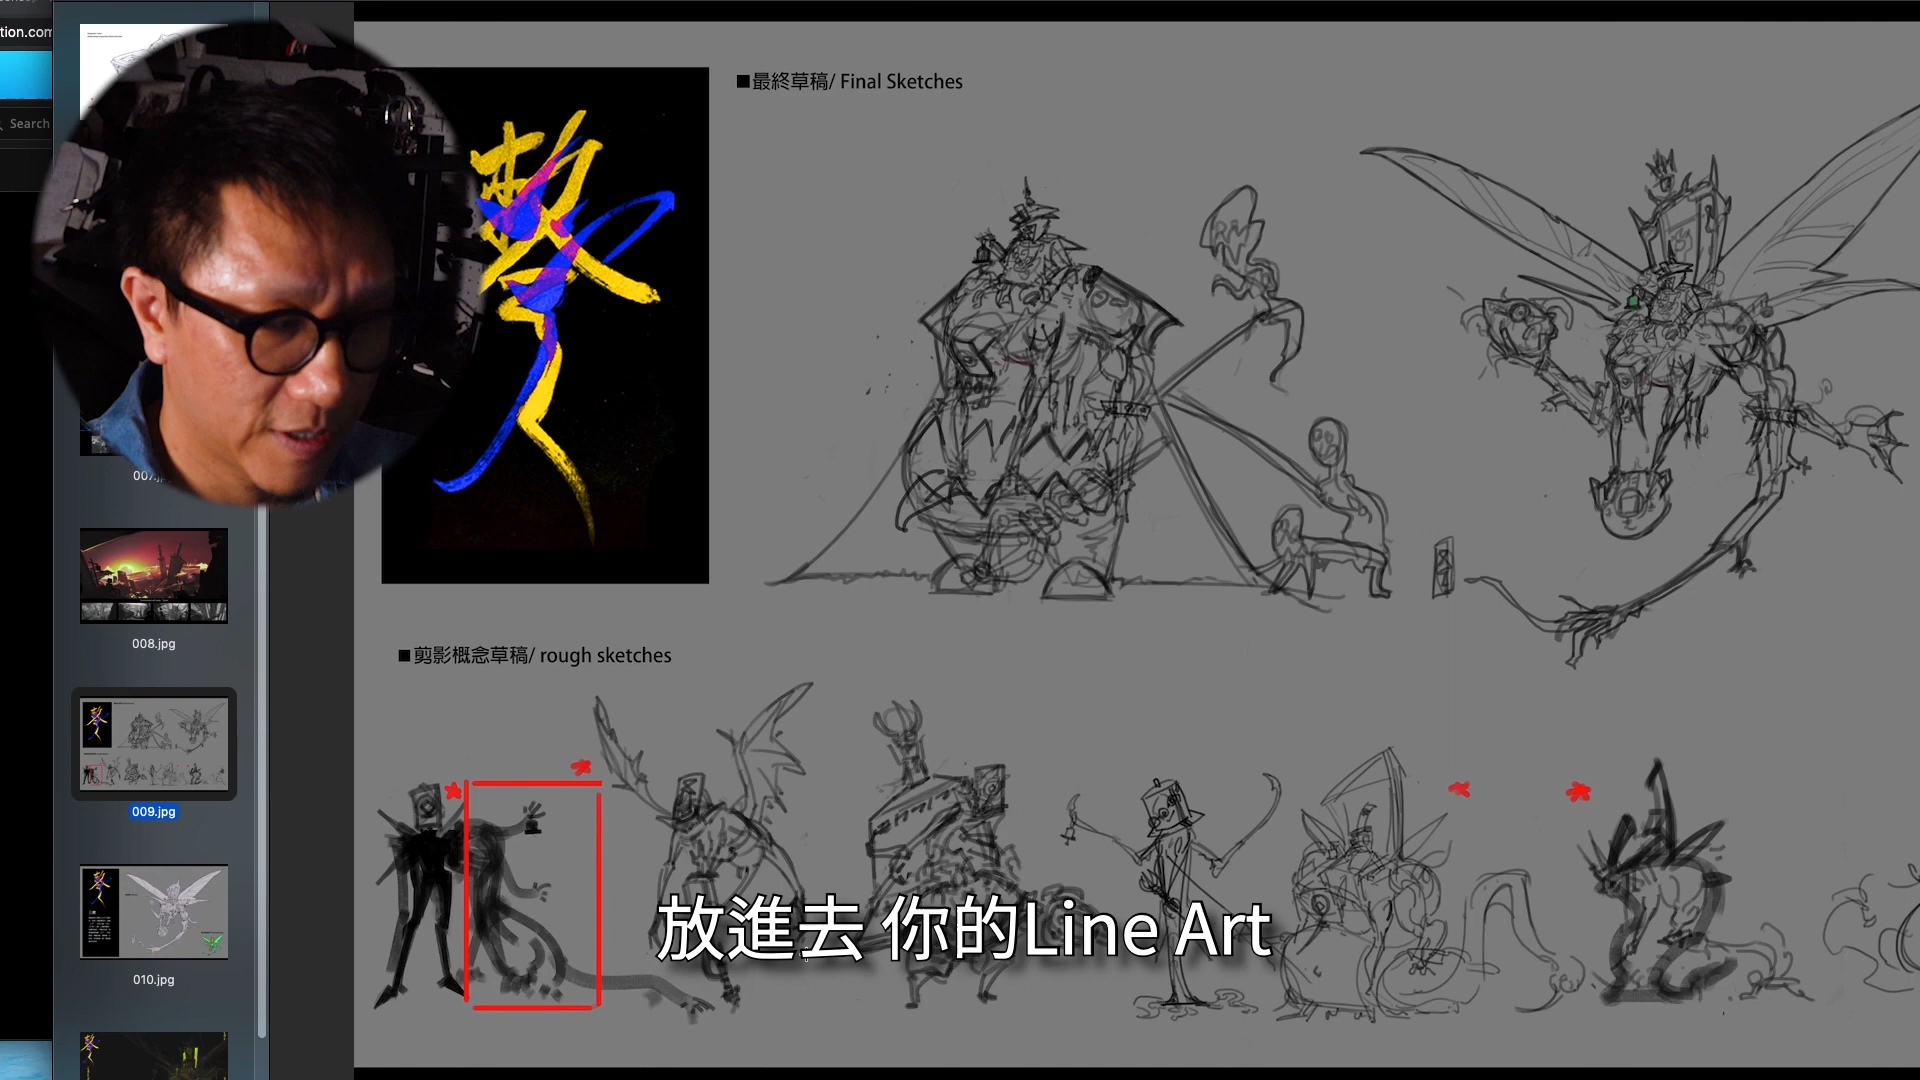 tion.com
Search
■最終草稿/ Final Sketches
■剪影概念草稿/ rough sketches
008.jpg
009.jpg
010.jpg
放進去 你的Line Art